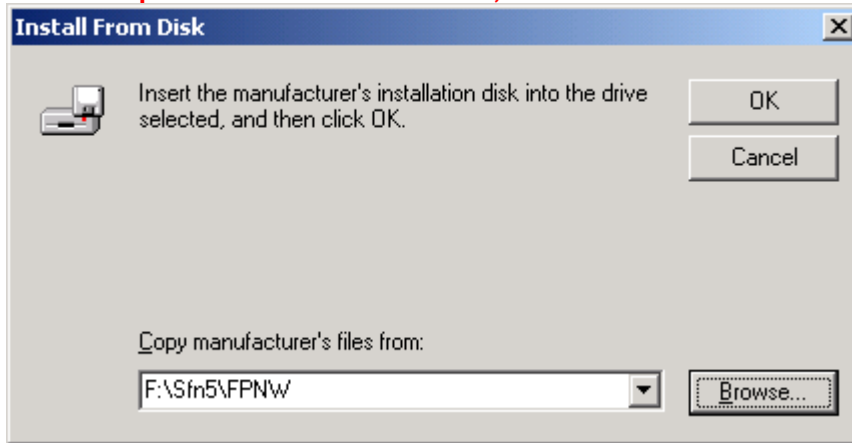 Install From Disk
Insert the manufacturer's installation disk into the drive
selected, and then click OK.
OK
Cancel
Copy manufacturer's files from:
F:\Sfn5\FPNW
Browse...